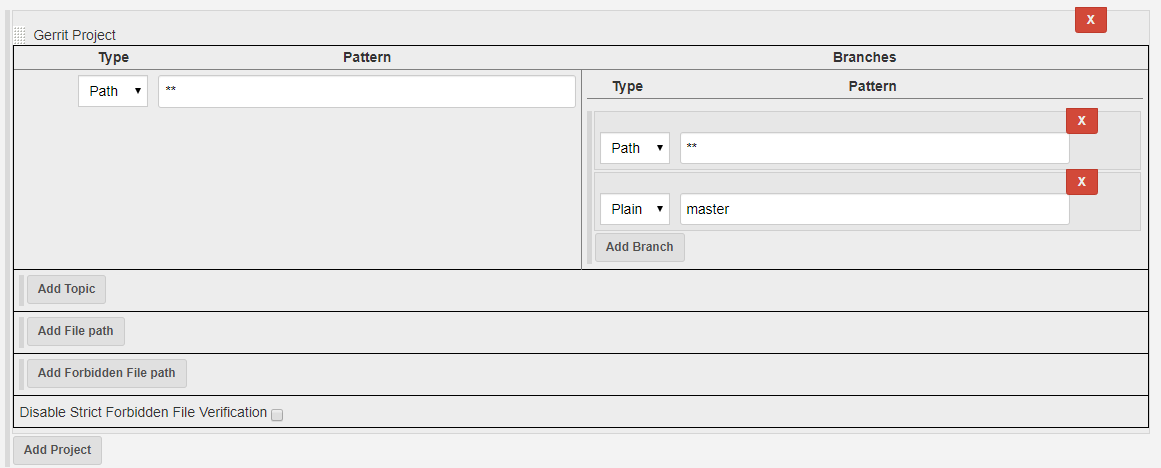 X
Gerrit Project
Type Pattern Branches
Path ** Type Pattern
X
Path **
X
Plain master
Add Branch
Add Topic
Add File path
Add Forbidden File path
Disable Strict Forbidden File Verification
Add Project